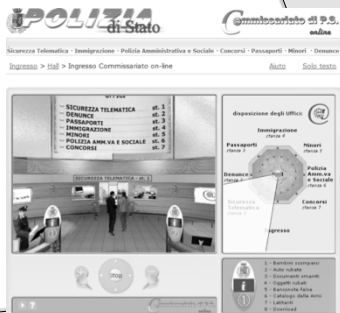 POLIZIA
di Stato
Commissariato di P.S.
online
Sicurezza Telematica - Immigrazione - Polizia Amministrativa e Sociale - Concorsi - Passaporti - Minori - Denunce
Ingresso > Hall > Ingresso Commissariato on-line
Aiuto
Solo testo
SICUREZZA TELEMATICA st. 1
DENUNCE st. 2
PASSAPORTI st. 3
IMMIGRAZIONE st. 4
MINORI st. 5
POLIZIA AMM.VA E SOCIALE st. 6
CONCORSI st. 7
SICUREZZA TELEMATICA - st. 1
Stop
disposizione degli Uffici:
Immigrazione
stanza 4
Passaporti
stanza 3
Minori
stanza 5
Denunce
stanza 2
Polizia
Amm.va
e Sociale
stanza 6
Sicurezza
Telematica
stanza 1
Concorsi
stanza 7
Ingresso
1 - Bambini scomparsi
2 - Auto rubate
3 - Documenti smarriti
4 - Oggetti rubati
5 - Banconote false
6 - Catalogo delle Armi
7 - Latitanti
8 - Download